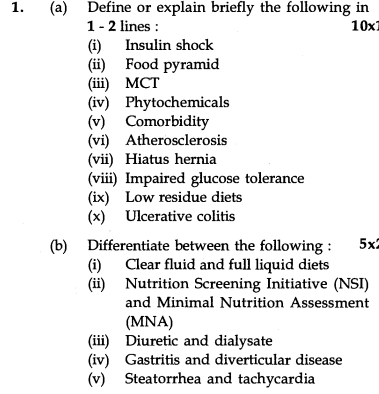 1. (a) Define or explain briefly the following in
1 - 2 lines : 10x1
(i) Insulin shock
(ii) Food pyramid
(iii) MCT
(iv) Phytochemicals
(v) Comorbidity
(vi) Atherosclerosis
(vii) Hiatus hernia
(viii) Impaired glucose tolerance
(ix) Low residue diets
(x) Ulcerative colitis
(b) Differentiate between the following : 5x2
(i) Clear fluid and full liquid diets
(ii) Nutrition Screening Initiative (NSI)
and Minimal Nutrition Assessment
(MNA)
(iii) Diuretic and dialysate
(iv) Gastritis and diverticular disease
(v) Steatorrhea and tachycardia